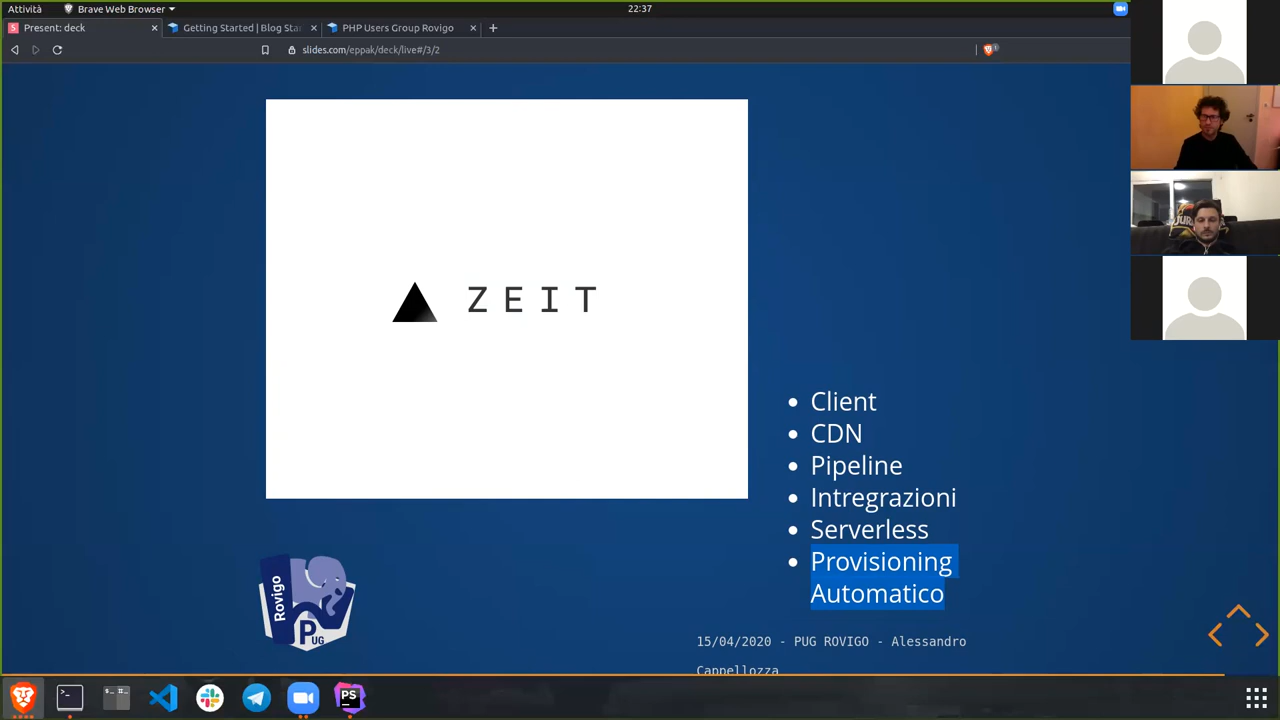 Attività
Brave Web Browser
22:37
Present: deck
Getting Started | Blog Star
PHP Users Group Rovigo
slides.com/eppak/deck/live#/3/2
1
ZEIT
Client
CDN
Pipeline
Intregrazioni
Serverless
Provisioning
Automatico
Rovigo
PUG
15/04/2020 - PUG ROVIGO - Alessandro
Cappellozza
PS